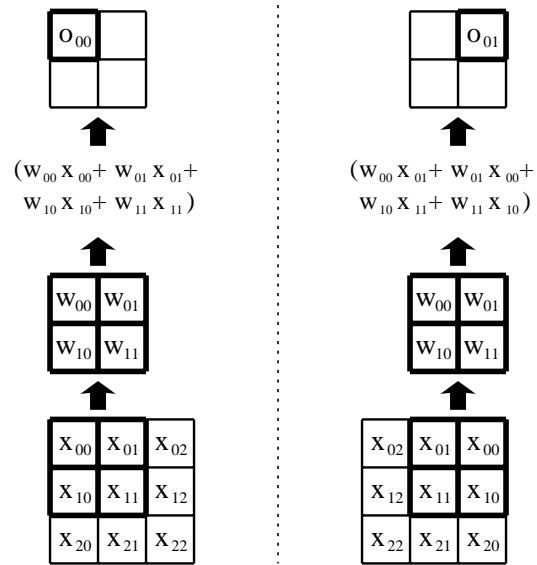 o₀₀
(w₀₀ x₀₀+ w₀₁ x₀₁+
w₁₀ x₁₀+ w₁₁ x₁₁)
w₀₀ w₀₁
w₁₀ w₁₁
x₀₀ x₀₁ x₀₂
x₁₀ x₁₁ x₁₂
x₂₀ x₂₁ x₂₂
o₀₁
(w₀₀ x₀₁+ w₀₁ x₀₀+
w₁₀ x₁₁+ w₁₁ x₁₀)
w₀₀ w₀₁
w₁₀ w₁₁
x₀₂ x₀₁ x₀₀
x₁₂ x₁₁ x₁₀
x₂₂ x₂₁ x₂₀